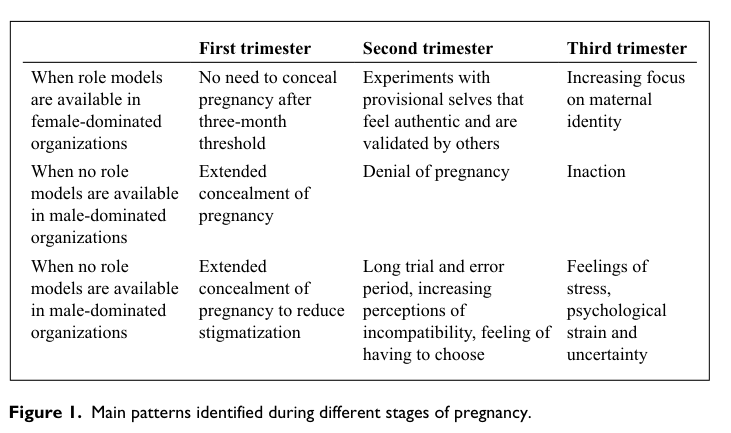 First trimester Second trimester Third trimester
When role models No need to conceal Experiments with Increasing focus
are available in pregnancy after provisional selves that on maternal
female-dominated three-month feel authentic and are identity
organizations threshold validated by others
When no role Extended Denial of pregnancy Inaction
models are available concealment of
in male-dominated pregnancy
organizations
When no role Extended Long trial and error Feelings of
models are available concealment of period, increasing stress,
in male-dominated pregnancy to reduce perceptions of psychological
organizations stigmatization incompatibility, feeling of strain and
having to choose uncertainty
Figure 1. Main patterns identified during different stages of pregnancy.